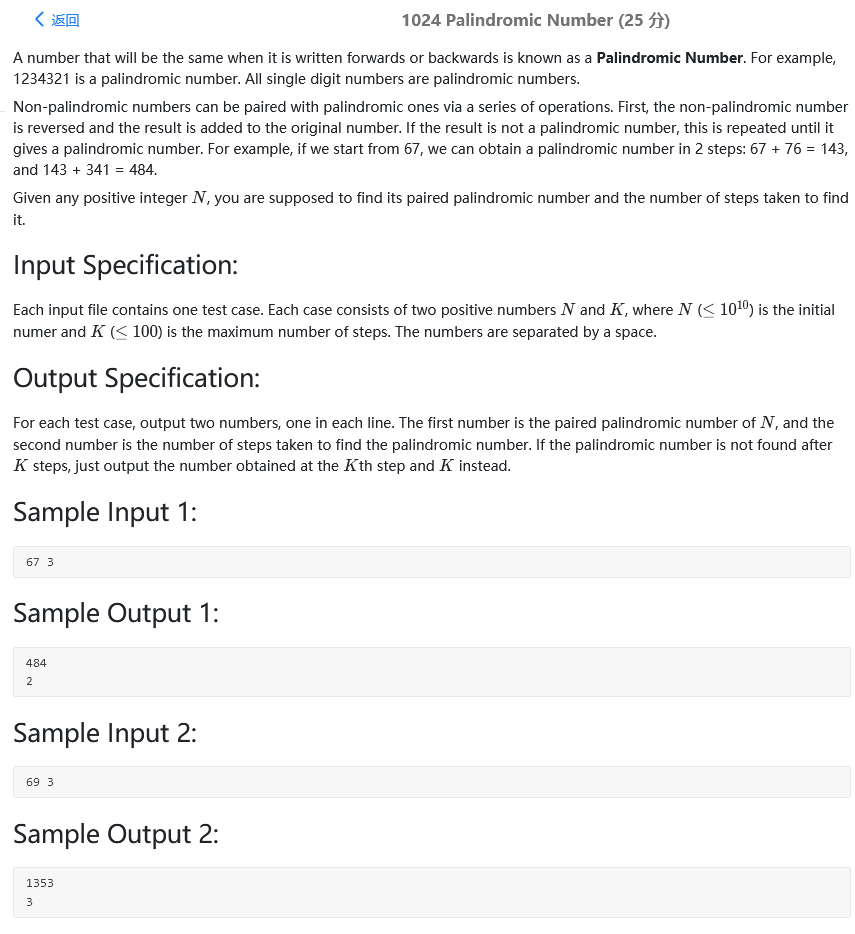 返回
1024 Palindromic Number (25 分)
A number that will be the same when it is written forwards or backwards is known as a Palindromic Number. For example,
1234321 is a palindromic number. All single digit numbers are palindromic numbers.
Non-palindromic numbers can be paired with palindromic ones via a series of operations. First, the non-palindromic number
is reversed and the result is added to the original number. If the result is not a palindromic number, this is repeated until it
gives a palindromic number. For example, if we start from 67, we can obtain a palindromic number in 2 steps: 67 + 76 = 143,
and 143 + 341 = 484.
Given any positive integer N, you are supposed to find its paired palindromic number and the number of steps taken to find
it.
Input Specification:
Each input file contains one test case. Each case consists of two positive numbers N and K, where N (≤ 10^10) is the initial
numer and K (≤ 100) is the maximum number of steps. The numbers are separated by a space.
Output Specification:
For each test case, output two numbers, one in each line. The first number is the paired palindromic number of N, and the
second number is the number of steps taken to find the palindromic number. If the palindromic number is not found after
K steps, just output the number obtained at the Kth step and K instead.
Sample Input 1:
67 3
Sample Output 1:
484
2
Sample Input 2:
69 3
Sample Output 2:
1353
3